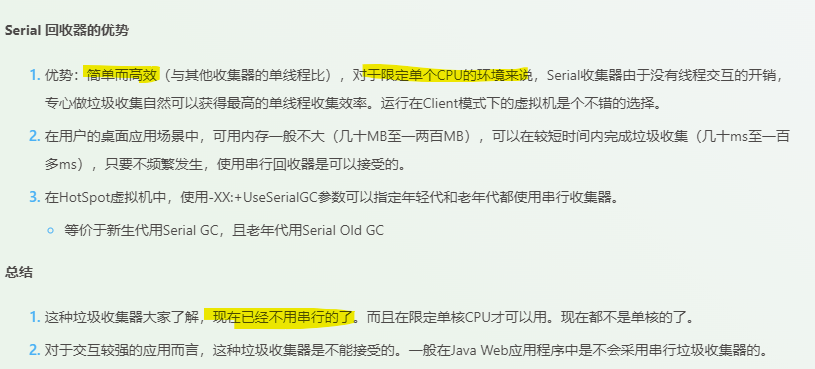 Serial 回收器的优势
1. 优势：简单而高效（与其他收集器的单线程比），对于限定单个CPU的环境来说，Serial收集器由于没有线程交互的开销，
专心做垃圾收集自然可以获得最高的单线程收集效率。运行在Client模式下的虚拟机是个不错的选择。
2. 在用户的桌面应用场景中，可用内存一般不大（几十MB至一两百MB），可以在较短时间内完成垃圾收集（几十ms至一百
多ms），只要不频繁发生，使用串行回收器是可以接受的。
3. 在HotSpot虚拟机中，使用-XX:+UseSerialGC参数可以指定年轻代和老年代都使用串行收集器。
等价于新生代用Serial GC，且老年代用Serial Old GC
总结
1. 这种垃圾收集器大家了解，现在已经不用串行的了。而且在限定单核CPU才可以用。现在都不是单核的了。
2. 对于交互较强的应用而言，这种垃圾收集器是不能接受的。一般在Java Web应用程序中是不会采用串行垃圾收集器的。